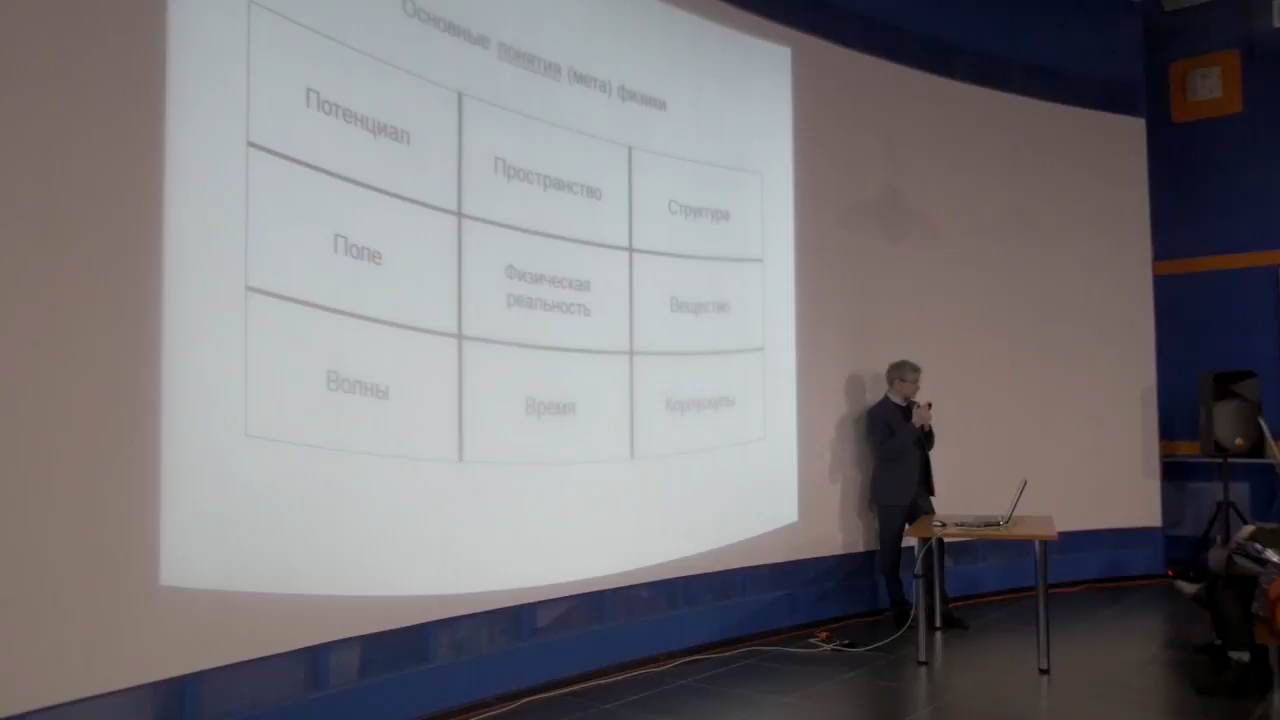 Основные понятия (мета) физики
Потенциал
Пространство
Структура
Поле
Физическая
реальность
Вещество
Волны
Время
Корпускулы